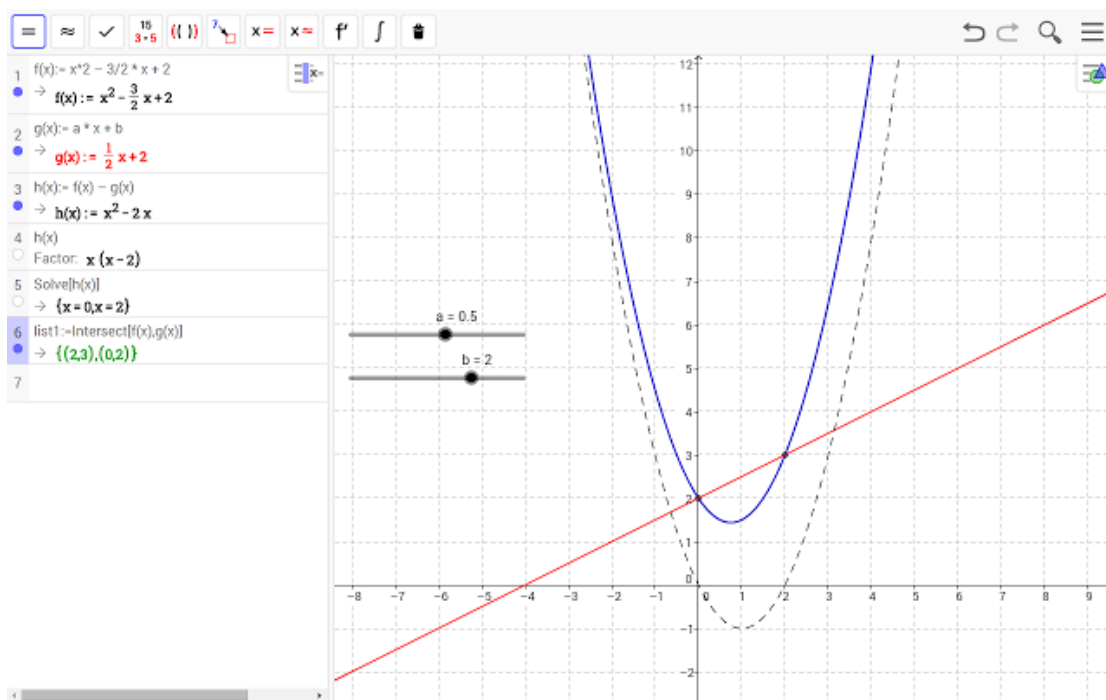 = ≈ ✓ 15 3•5 (( )) 7 x= x≈ f' ∫
1 f(x):= x^2 − 3/2 * x + 2
→ f(x) := x² − 3/2 x + 2
x=
2 g(x):= a * x + b
→ g(x) := 1/2 x + 2
3 h(x):= f(x) − g(x)
→ h(x) := x² − 2 x
4 h(x)
Factor: x (x − 2)
5 Solve[h(x)]
→ {x = 0, x = 2}
6 list1:=Intersect[f(x),g(x)]
→ {(2,3),(0,2)}
7
a = 0.5
b = 2
12
11
10
9
8
7
6
5
4
3
2
1
0
−8 −7 −6 −5 −4 −3 −2 −1 0 1 2 3 4 5 6 7 8 9
−1
−2